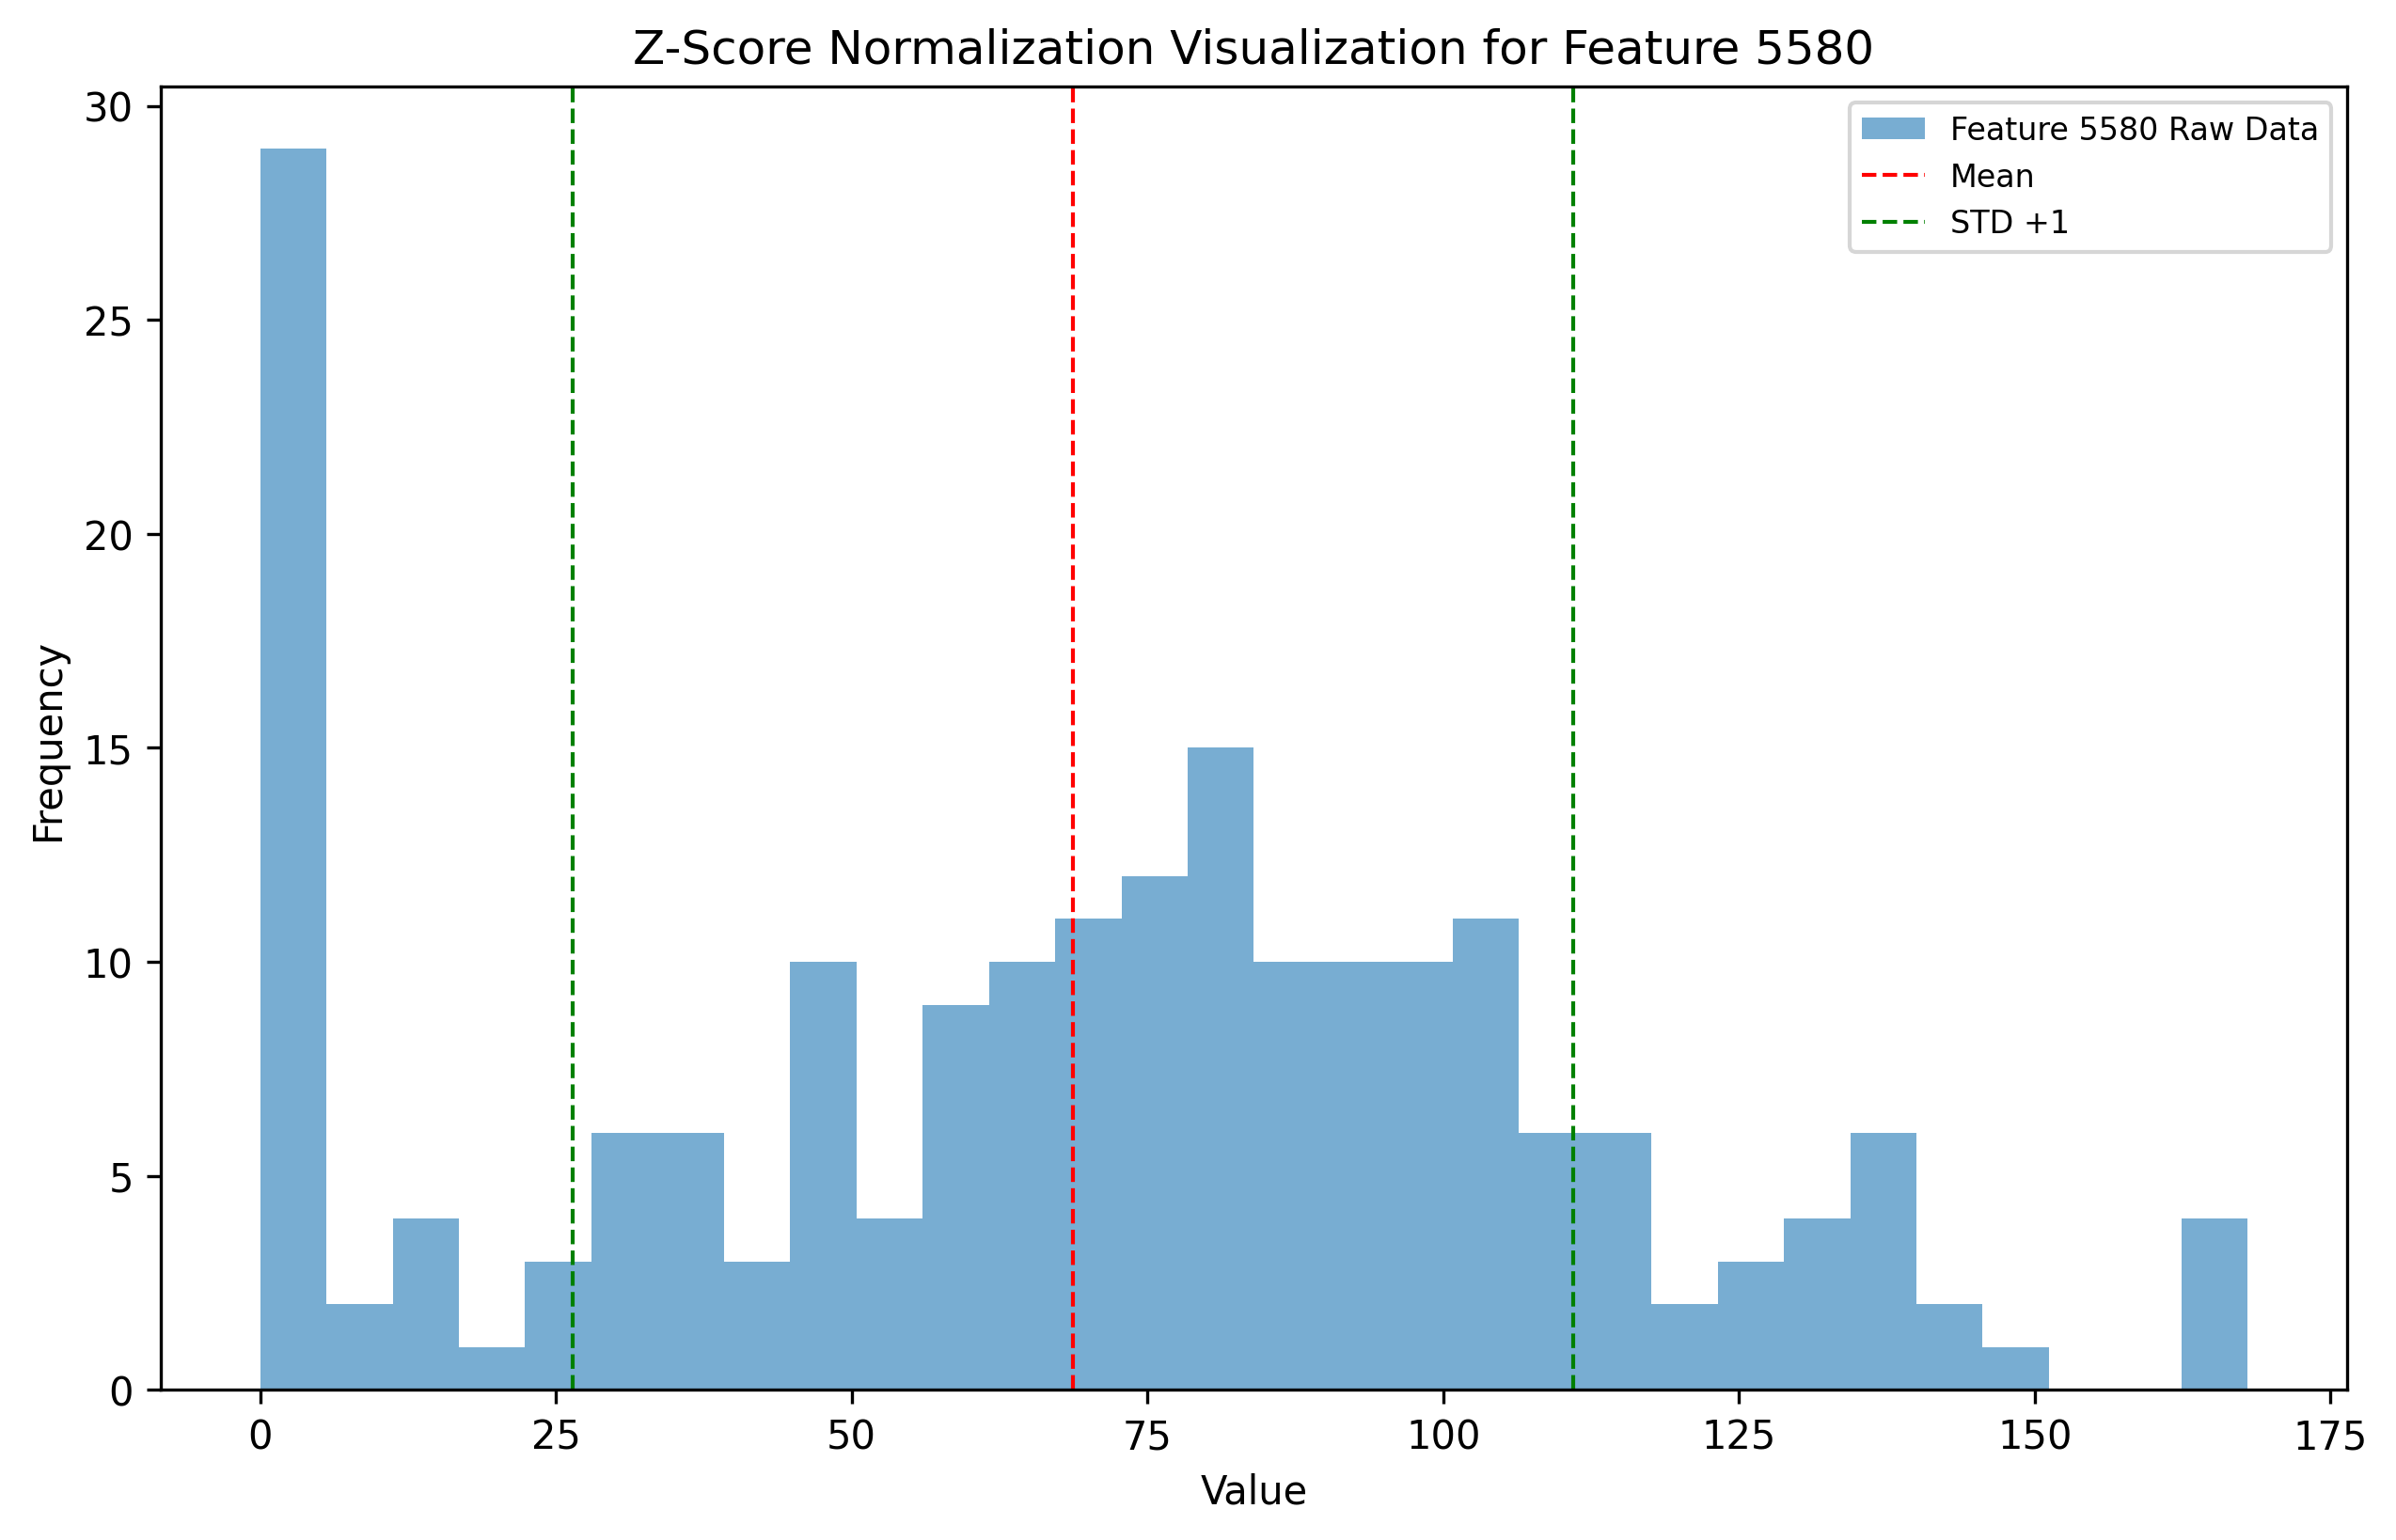 Z-Score Normalization Visualization for Feature 5580
30
25
20
15
10
5
0
Frequency
Feature 5580 Raw Data
Mean
STD +1
0 25 50 75 100 125 150 175
Value